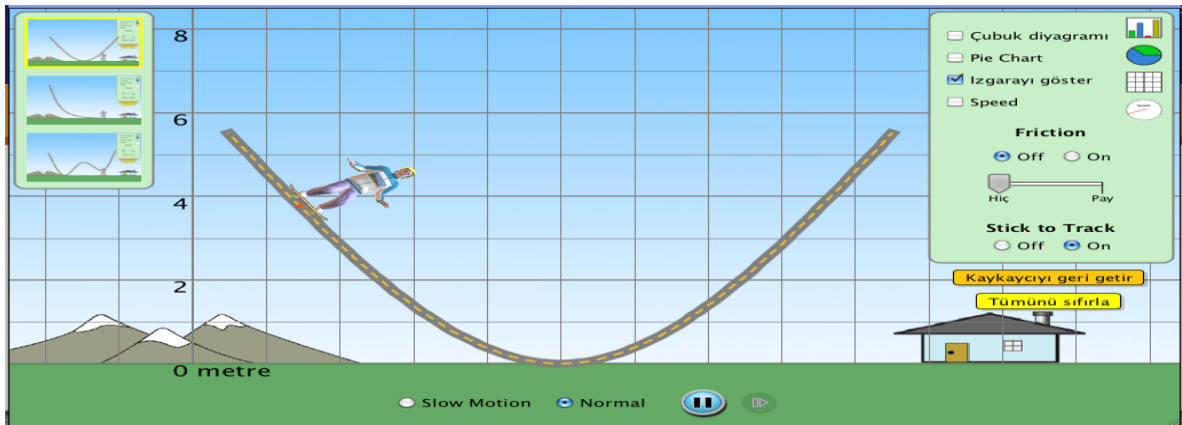 8
6
4
2
0 metre
Çubuk diyagramı
Pie Chart
Izgarayı göster
Speed
Friction
Off On
Hiç Pay
Stick to Track
Off On
Kaykaycıyı geri getir
Tümünü sıfırla
Slow Motion Normal